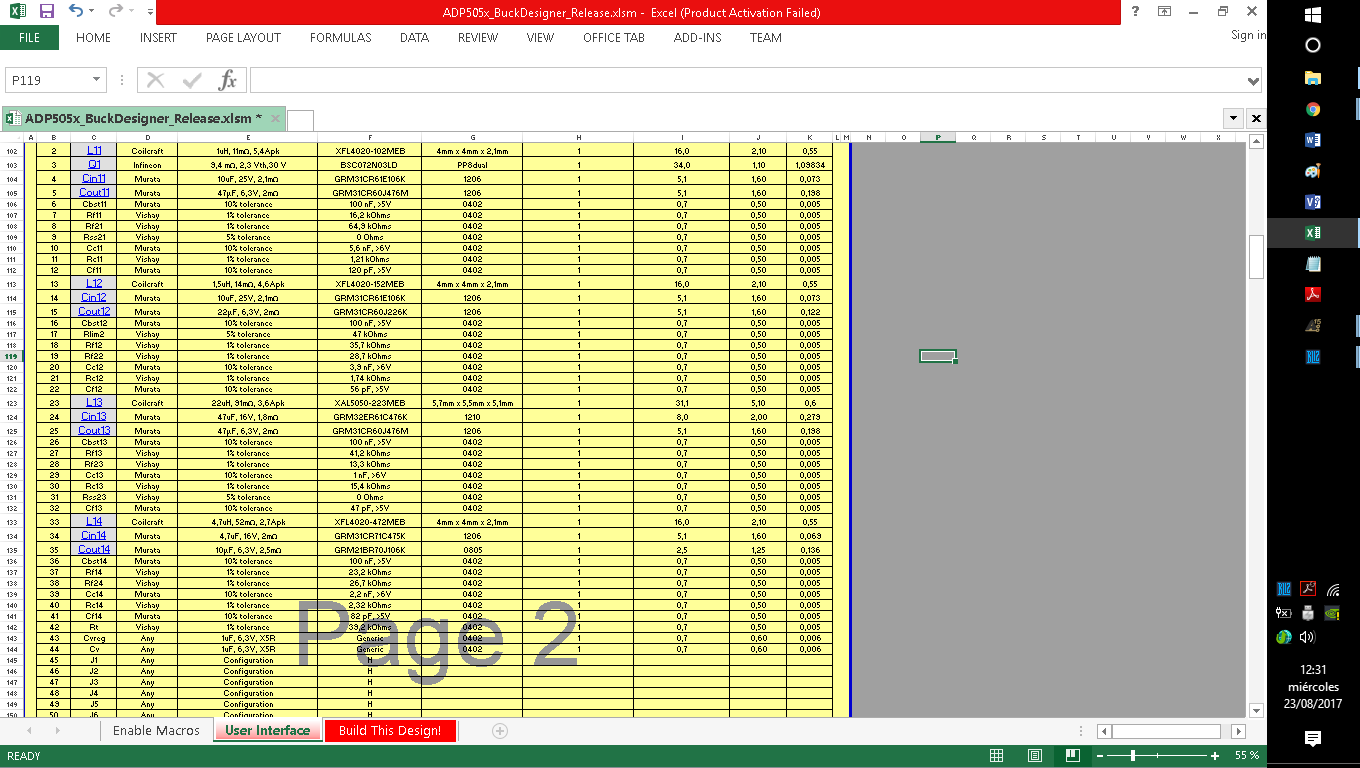 ADP505x_BuckDesigner_Release.xlsm - Excel (Product Activation Failed)
FILE HOME INSERT PAGE LAYOUT FORMULAS DATA REVIEW VIEW OFFICE TAB ADD-INS TEAM Sign in
P119 fx
ADP505x_BuckDesigner_Release.xlsm *
A B C D E F G H I J K L M N O P Q R S T U V W X
102 2 L11 Coilcraft 1uH, 11mΩ, 5,4Apk XFL4020-102MEB 4mm x 4mm x 2,1mm 1 16,0 2,10 0,55
103 3 Q1 Infineon 9,4 mΩ, 2,3 Vth,30 V BSC072N03LD PP8dual 1 34,0 1,10 1,09834
104 4 Cin11 Murata 10uF, 25V, 2,1mΩ GRM31CR61E106K 1206 1 5,1 1,60 0,073
105 5 Cout11 Murata 47µF, 6,3V, 2mΩ GRM31CR60J476M 1206 1 5,1 1,60 0,198
106 6 Cbst11 Murata 10% tolerance 100 nF, >5V 0402 1 0,7 0,50 0,005
107 7 Rf11 Vishay 1% tolerance 16,2 kOhms 0402 1 0,7 0,50 0,005
108 8 Rf21 Vishay 1% tolerance 64,9 kOhms 0402 1 0,7 0,50 0,005
109 9 Rss21 Vishay 5% tolerance 0 Ohms 0402 1 0,7 0,50 0,005
110 10 Cc11 Murata 10% tolerance 5,6 nF, >6V 0402 1 0,7 0,50 0,005
111 11 Rc11 Vishay 1% tolerance 1,21 kOhms 0402 1 0,7 0,50 0,005
112 12 Cf11 Murata 10% tolerance 120 pF, >5V 0402 1 0,7 0,50 0,005
113 13 L12 Coilcraft 1,5uH, 14mΩ, 4,6Apk XFL4020-152MEB 4mm x 4mm x 2,1mm 1 16,0 2,10 0,55
114 14 Cin12 Murata 10uF, 25V, 2,1mΩ GRM31CR61E106K 1206 1 5,1 1,60 0,073
115 15 Cout12 Murata 22µF, 6,3V, 2mΩ GRM31CR60J226K 1206 1 5,1 1,60 0,122
116 16 Cbst12 Murata 10% tolerance 100 nF, >5V 0402 1 0,7 0,50 0,005
117 17 Rlim2 Vishay 5% tolerance 47 kOhms 0402 1 0,7 0,50 0,005
118 18 Rf12 Vishay 1% tolerance 35,7 kOhms 0402 1 0,7 0,50 0,005
119 19 Rf22 Vishay 1% tolerance 28,7 kOhms 0402 1 0,7 0,50 0,005
120 20 Cc12 Murata 10% tolerance 3,9 nF, >6V 0402 1 0,7 0,50 0,005
121 21 Rc12 Vishay 1% tolerance 1,74 kOhms 0402 1 0,7 0,50 0,005
122 22 Cf12 Murata 10% tolerance 56 pF, >5V 0402 1 0,7 0,50 0,005
123 23 L13 Coilcraft 22uH, 91mΩ, 3,6Apk XAL5050-223MEB 5,7mm x 5,5mm x 5,1mm 1 31,1 5,10 0,6
124 24 Cin13 Murata 47uF, 16V, 1,8mΩ GRM32ER61C476K 1210 1 8,0 2,00 0,279
125 25 Cout13 Murata 47µF, 6,3V, 2mΩ GRM31CR60J476M 1206 1 5,1 1,60 0,198
126 26 Cbst13 Murata 10% tolerance 100 nF, >5V 0402 1 0,7 0,50 0,005
127 27 Rf13 Vishay 1% tolerance 41,2 kOhms 0402 1 0,7 0,50 0,005
128 28 Rf23 Vishay 1% tolerance 13,3 kOhms 0402 1 0,7 0,50 0,005
129 29 Cc13 Murata 10% tolerance 1 nF, >6V 0402 1 0,7 0,50 0,005
130 30 Rc13 Vishay 1% tolerance 15,4 kOhms 0402 1 0,7 0,50 0,005
131 31 Rss23 Vishay 5% tolerance 0 Ohms 0402 1 0,7 0,50 0,005
132 32 Cf13 Murata 10% tolerance 47 pF, >5V 0402 1 0,7 0,50 0,005
133 33 L14 Coilcraft 4,7uH, 52mΩ, 2,7Apk XFL4020-472MEB 4mm x 4mm x 2,1mm 1 16,0 2,10 0,55
134 34 Cin14 Murata 4,7uF, 16V, 2mΩ GRM31CR71C475K 1206 1 5,1 1,60 0,069
135 35 Cout14 Murata 10µF, 6,3V, 2,5mΩ GRM21BR70J106K 0805 1 2,5 1,25 0,136
136 36 Cbst14 Murata 10% tolerance 100 nF, >5V 0402 1 0,7 0,50 0,005
137 37 Rf14 Vishay 1% tolerance 23,2 kOhms 0402 1 0,7 0,50 0,005
138 38 Rf24 Vishay 1% tolerance 26,7 kOhms 0402 1 0,7 0,50 0,005
139 39 Cc14 Murata 10% tolerance 2,2 nF, >6V 0402 1 0,7 0,50 0,005
140 40 Rc14 Vishay 1% tolerance 2,32 kOhms 0402 1 0,7 0,50 0,005
141 41 Cf14 Murata 10% tolerance 82 pF, >5V 0402 1 0,7 0,50 0,005
142 42 Rt Vishay 1% tolerance 39,2 kOhms 0402 1 0,7 0,50 0,005
143 43 Cvreg Any 1uF, 6,3V, X5R Generic 0402 1 0,7 0,60 0,006
144 44 Cv Any 1uF, 6,3V, X5R Generic 0402 1 0,7 0,60 0,006
145 45 J1 Any Configuration H
146 46 J2 Any Configuration H
147 47 J3 Any Configuration H
148 48 J4 Any Configuration H
149 49 J5 Any Configuration H
150 50 J6 Any Configuration H
Page 2
Enable Macros User Interface Build This Design!
READY 55 %
12:31
miércoles
23/08/2017